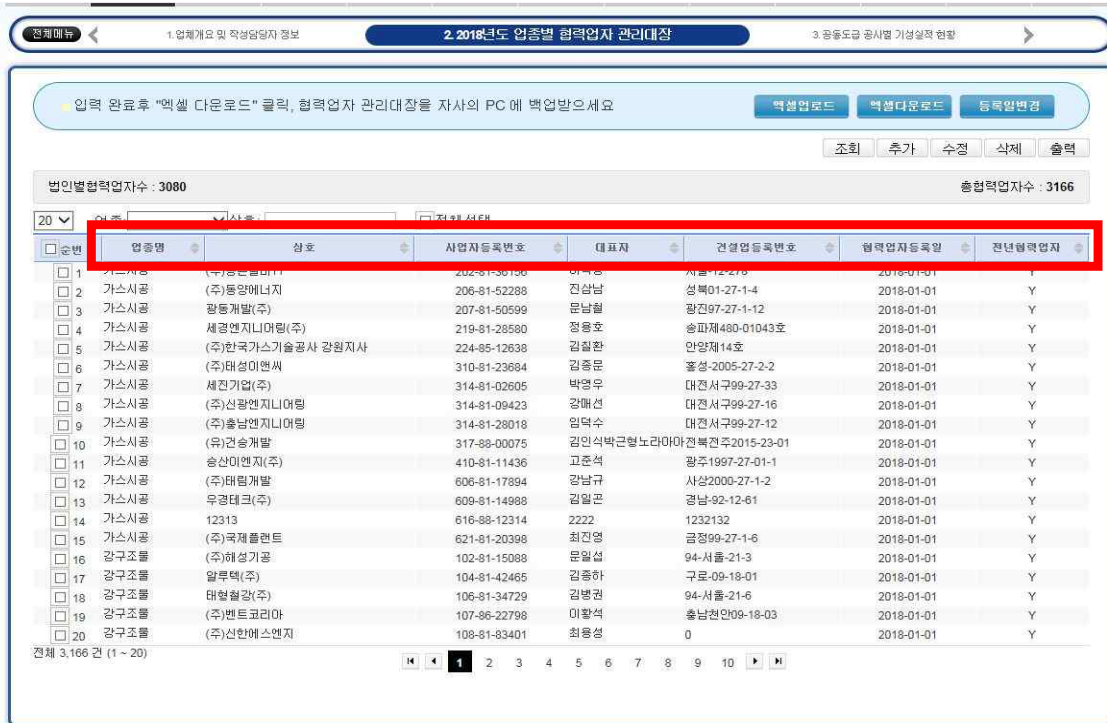 전체메뉴 1.업체개요 및 작성담당자 정보 2.2018년도 업종별 협력업자 관리대장 3.공동도급 공사별 기성실적 현황
입력 완료후 "엑셀 다운로드" 클릭, 협력업자 관리대장을 자사의 PC 에 백업받으세요 엑셀업로드 엑셀다운로드 등록일변경
조회 추가 수정 삭제 출력
법인별협력업자수 : 3080 총협력업자수 : 3166
20
순번 업종명 상호 사업자등록번호 대표자 건설업등록번호 협력업자등록일 전년협력업자
1 가스시공 202-81-36156 2018-01-01 Y
2 가스시공 (주)동양에너지 206-81-52288 진삼남 성북01-27-1-4 2018-01-01 Y
3 가스시공 광동개발(주) 207-81-50599 문남철 광진97-27-1-12 2018-01-01 Y
4 가스시공 세경엔지니어링(주) 219-81-28580 정용호 송파제480-01043호 2018-01-01 Y
5 가스시공 (주)한국가스기술공사 강원지사 224-85-12638 김칠환 안양제14호 2018-01-01 Y
6 가스시공 (주)태성이앤씨 310-81-23684 김종문 홍성-2005-27-2-2 2018-01-01 Y
7 가스시공 세진기업(주) 314-81-02605 박영우 대전서구99-27-33 2018-01-01 Y
8 가스시공 (주)신광엔지니어링 314-81-09423 강매선 대전서구99-27-16 2018-01-01 Y
9 가스시공 (주)충남엔지니어링 314-81-28018 임덕수 대전서구99-27-12 2018-01-01 Y
10 가스시공 (유)건승개발 317-88-00075 김인식박근형노라마마전북전주2015-23-01 2018-01-01 Y
11 가스시공 승산이엔지(주) 410-81-11436 고준석 광주1997-27-01-1 2018-01-01 Y
12 가스시공 (주)태림개발 606-81-17894 강남규 사상2000-27-1-2 2018-01-01 Y
13 가스시공 우경테크(주) 609-81-14988 김일곤 경남-92-12-61 2018-01-01 Y
14 가스시공 12313 616-88-12314 2222 1232132 2018-01-01 Y
15 가스시공 (주)국제플랜트 621-81-20398 최진영 금정99-27-1-6 2018-01-01 Y
16 강구조물 (주)해성기공 102-81-15088 문일섭 94-서울-21-3 2018-01-01 Y
17 강구조물 알루텍(주) 104-81-42465 김종하 구로-09-18-01 2018-01-01 Y
18 강구조물 태형철강(주) 106-81-34729 김병권 94-서울-21-6 2018-01-01 Y
19 강구조물 (주)벤트코리아 107-86-22798 이황석 충남천안09-18-03 2018-01-01 Y
20 강구조물 (주)신한에스엔지 108-81-83401 최용성 0 2018-01-01 Y
전체 3,166 건 (1 ~ 20) 1 2 3 4 5 6 7 8 9 10